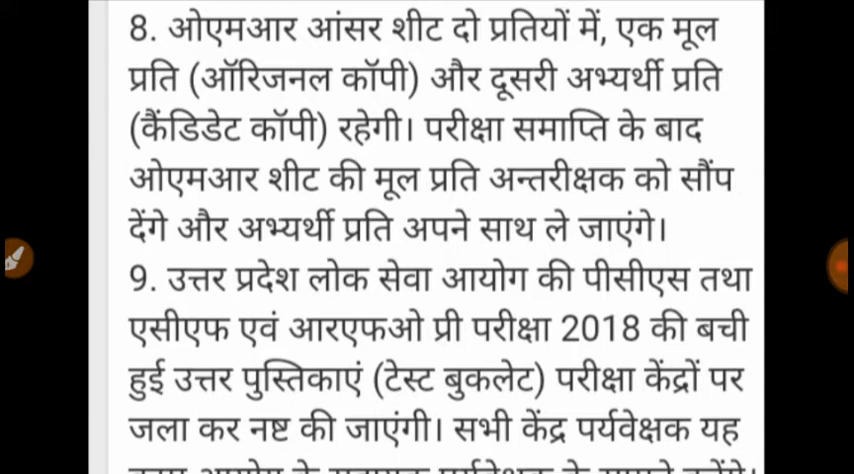 8. ओएमआर आंसर शीट दो प्रतियों में, एक मूल
प्रति (ऑरिजनल कॉपी) और दूसरी अभ्यर्थी प्रति
(कैंडिडेट कॉपी) रहेगी। परीक्षा समाप्ति के बाद
ओएमआर शीट की मूल प्रति अन्तरीक्षक को सौंप
देंगे और अभ्यर्थी प्रति अपने साथ ले जाएंगे।
9. उत्तर प्रदेश लोक सेवा आयोग की पीसीएस तथा
एसीएफ एवं आरएफओ प्री परीक्षा 2018 की बची
हुई उत्तर पुस्तिकाएं (टेस्ट बुकलेट) परीक्षा केंद्रों पर
जला कर नष्ट की जाएंगी। सभी केंद्र पर्यवेक्षक यह